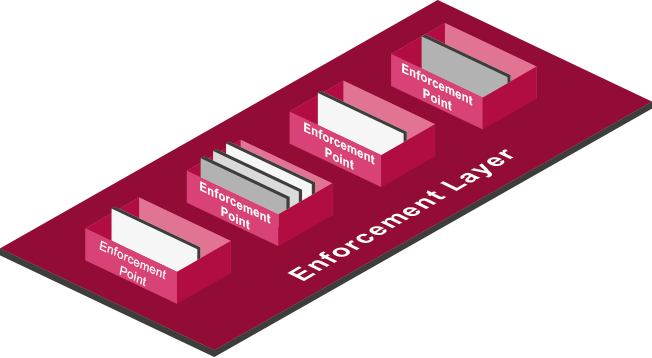 Enforcement
Point
Enforcement
Point
Enforcement
Point
Enforcement
Point
Enforcement Layer